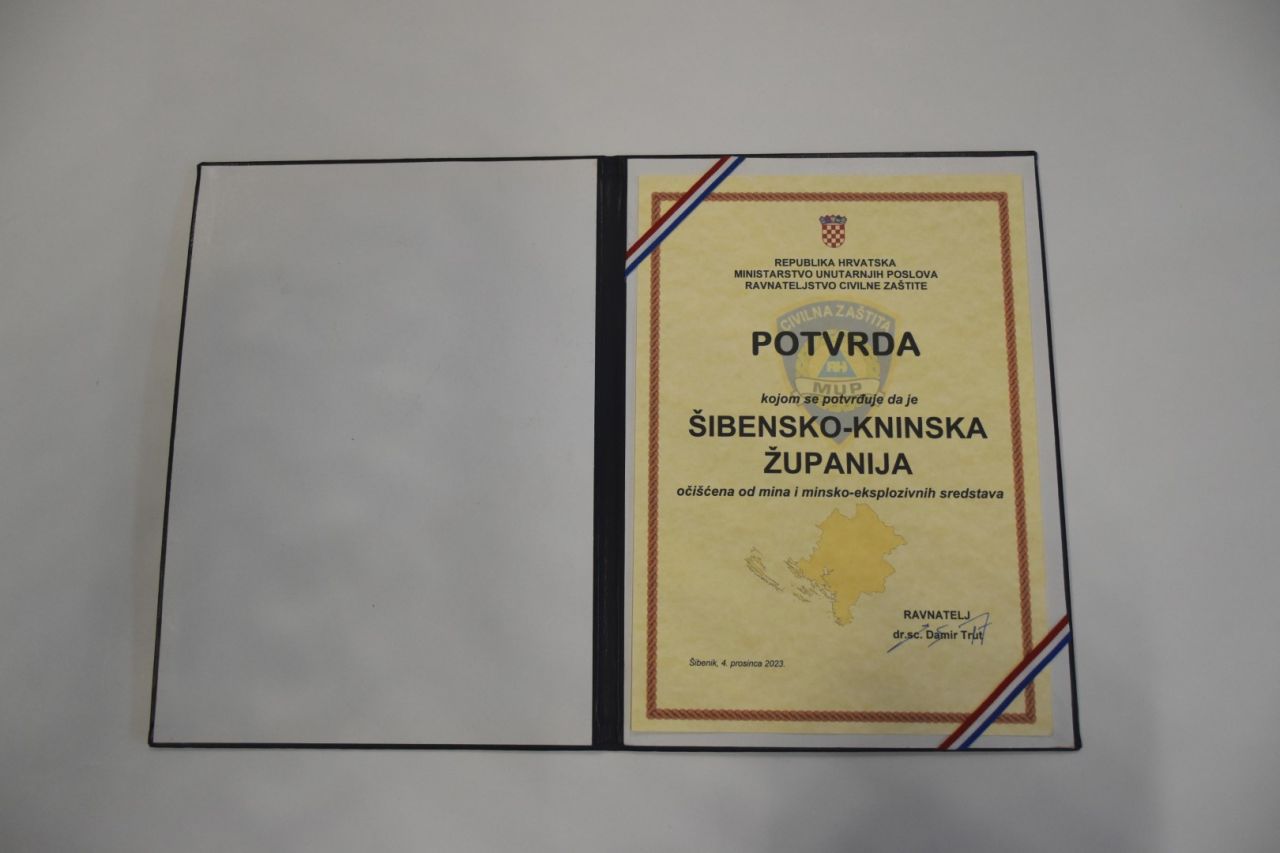 REPUBLIKA HRVATSKA
MINISTARSTVO UNUTARNJIH POSLOVA
RAVNATELJSTVO CIVILNE ZAŠTITE
CIVILNA ZAŠTITA
POTVRDA
RH
MUP
kojom se potvrđuje da je
ŠIBENSKO-KNINSKA
ŽUPANIJA
očišćena od mina i minsko-eksplozivnih sredstava
RAVNATELJ
dr.sc. Damir Trut
Šibenik, 4. prosinca 2023.